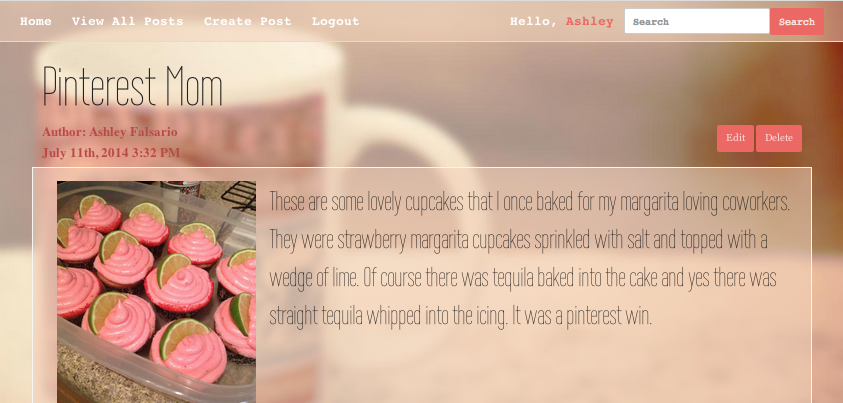 Home View All Posts Create Post Logout Hello, Ashley Search Search
Pinterest Mom
Author: Ashley Falsario
July 11th, 2014 3:32 PM
Edit Delete
These are some lovely cupcakes that I once baked for my margarita loving coworkers.
They were strawberry margarita cupcakes sprinkled with salt and topped with a
wedge of lime. Of course there was tequila baked into the cake and yes there was
straight tequila whipped into the icing. It was a pinterest win.